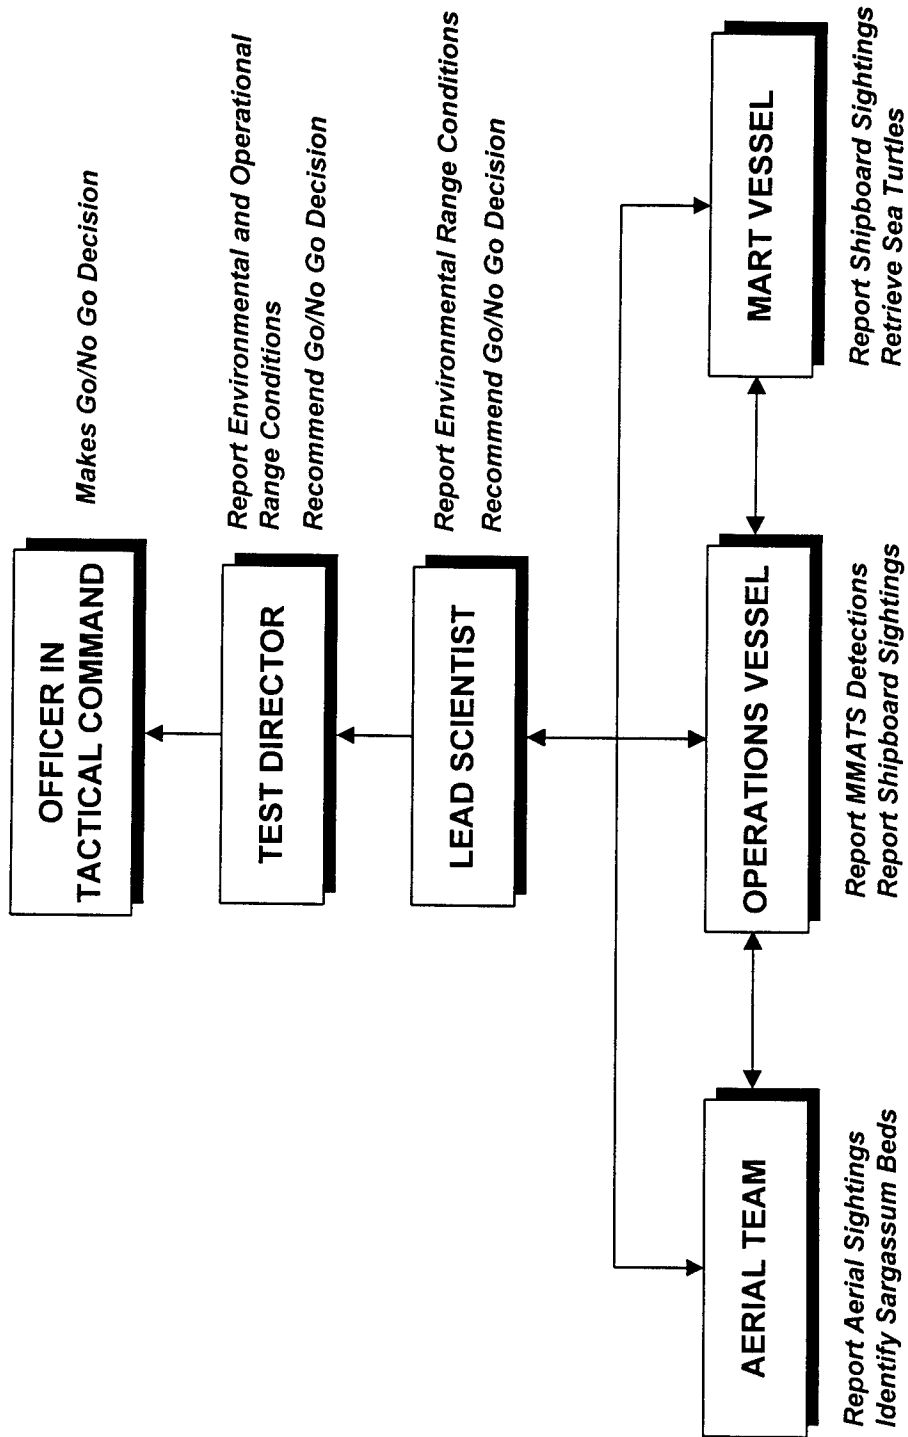 OFFICER IN
TACTICAL COMMAND
Makes Go/No Go Decision
TEST DIRECTOR
Report Environmental and Operational
Range Conditions
Recommend Go/No Go Decision
LEAD SCIENTIST
Report Environmental Range Conditions
Recommend Go/No Go Decision
AERIAL TEAM
Report Aerial Sightings
Identify Sargassum Beds
OPERATIONS VESSEL
Report MMATS Detections
Report Shipboard Sightings
MART VESSEL
Report Shipboard Sightings
Retrieve Sea Turtles